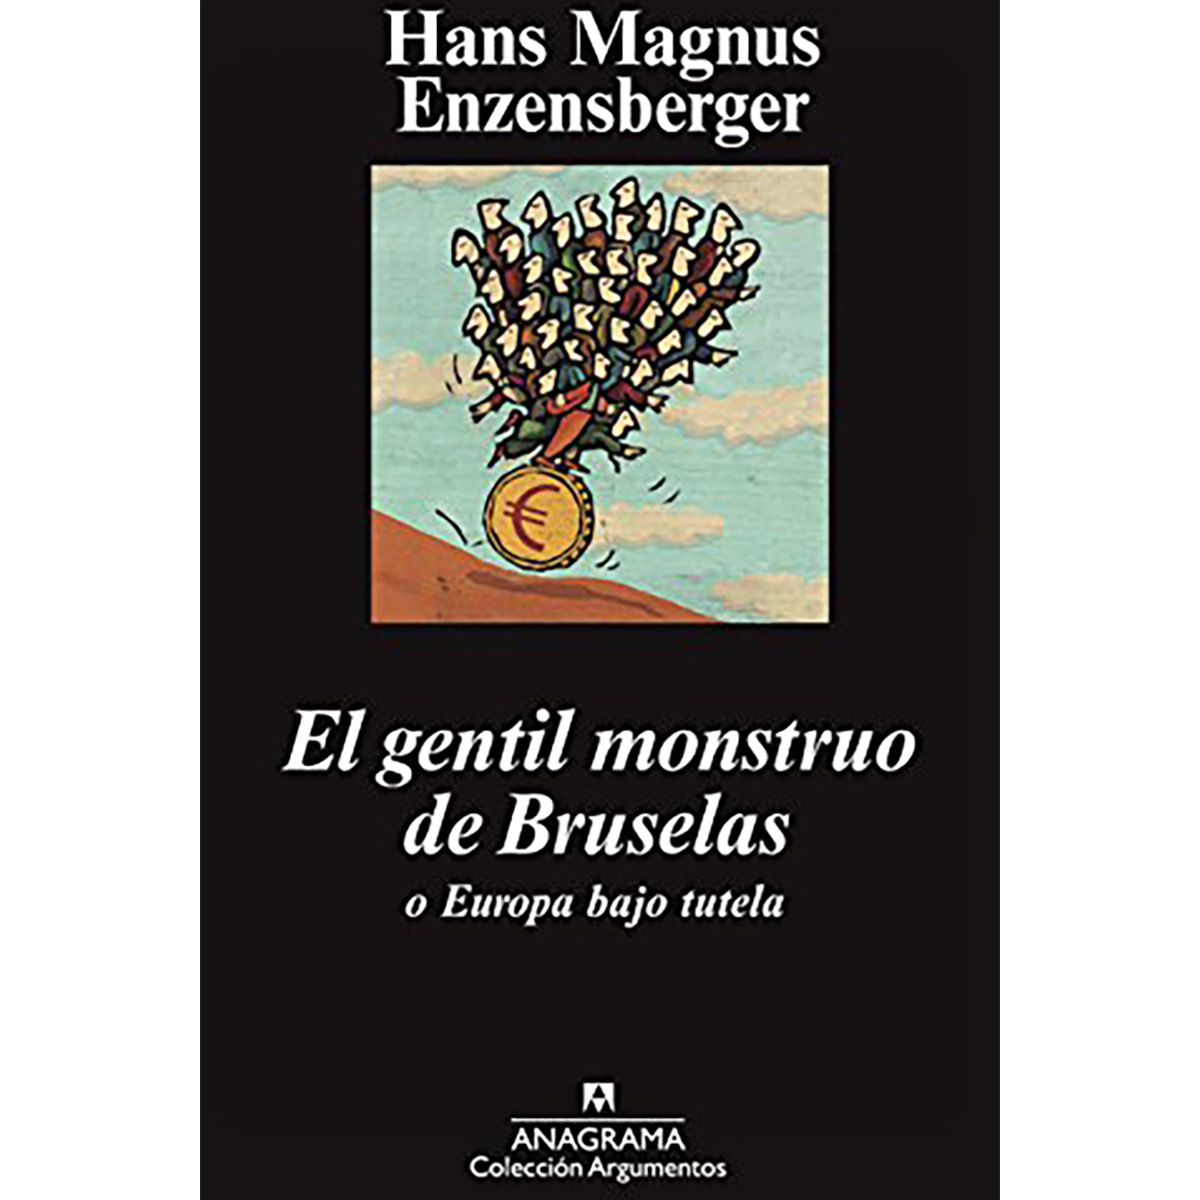 Hans Magnus
Enzensberger
€
El gentil monstruo
de Bruselas
o Europa bajo tutela
A
ANAGRAMA
Colección Argumentos